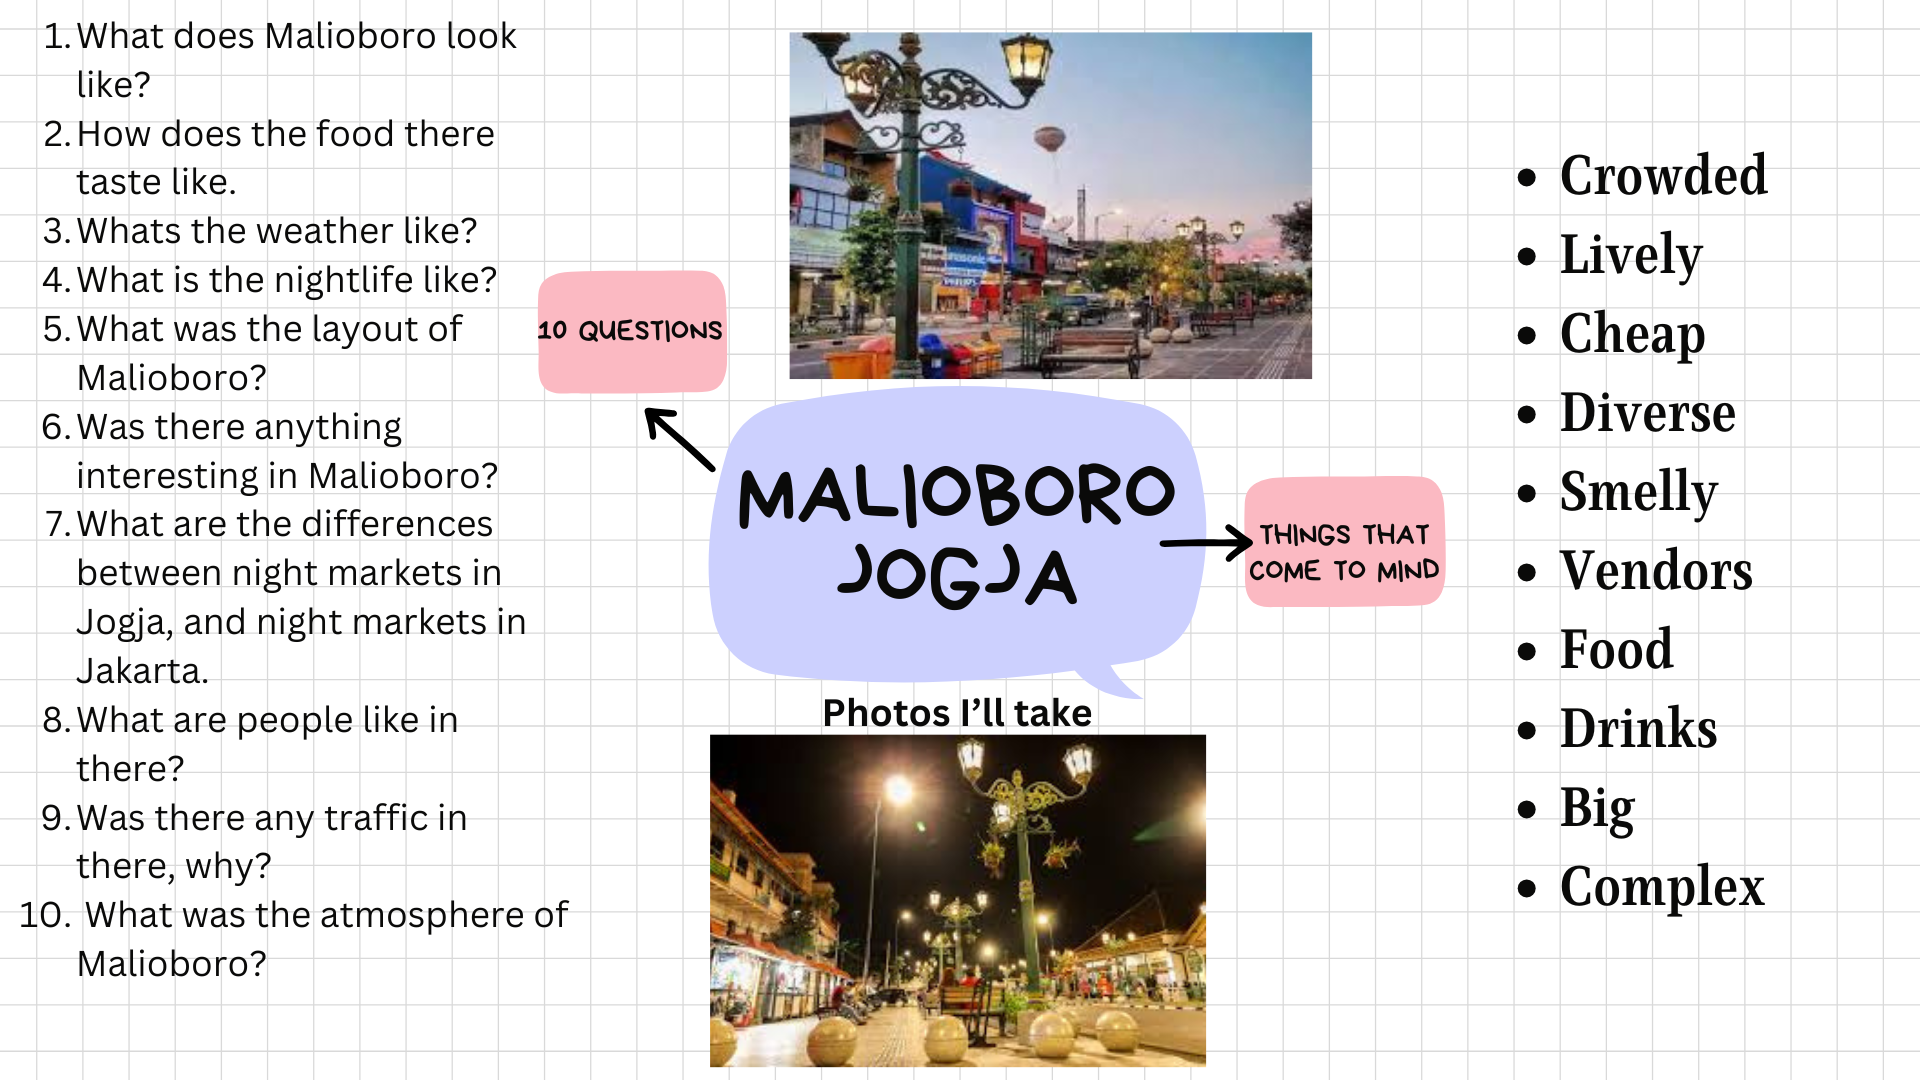 1. What does Malioboro look
like?
2. How does the food there
taste like.
3. Whats the weather like?
4. What is the nightlife like?
5. What was the layout of
Malioboro?
6. Was there anything
interesting in Malioboro?
7. What are the differences
between night markets in
Jogja, and night markets in
Jakarta.
8. What are people like in
there?
9. Was there any traffic in
there, why?
10. What was the atmosphere of
Malioboro?
10 QUESTIONS
MALIOBORO
JOGJA
Photos I'll take
THINGS THAT
COME TO MIND
• Crowded
• Lively
• Cheap
• Diverse
• Smelly
• Vendors
• Food
• Drinks
• Big
• Complex